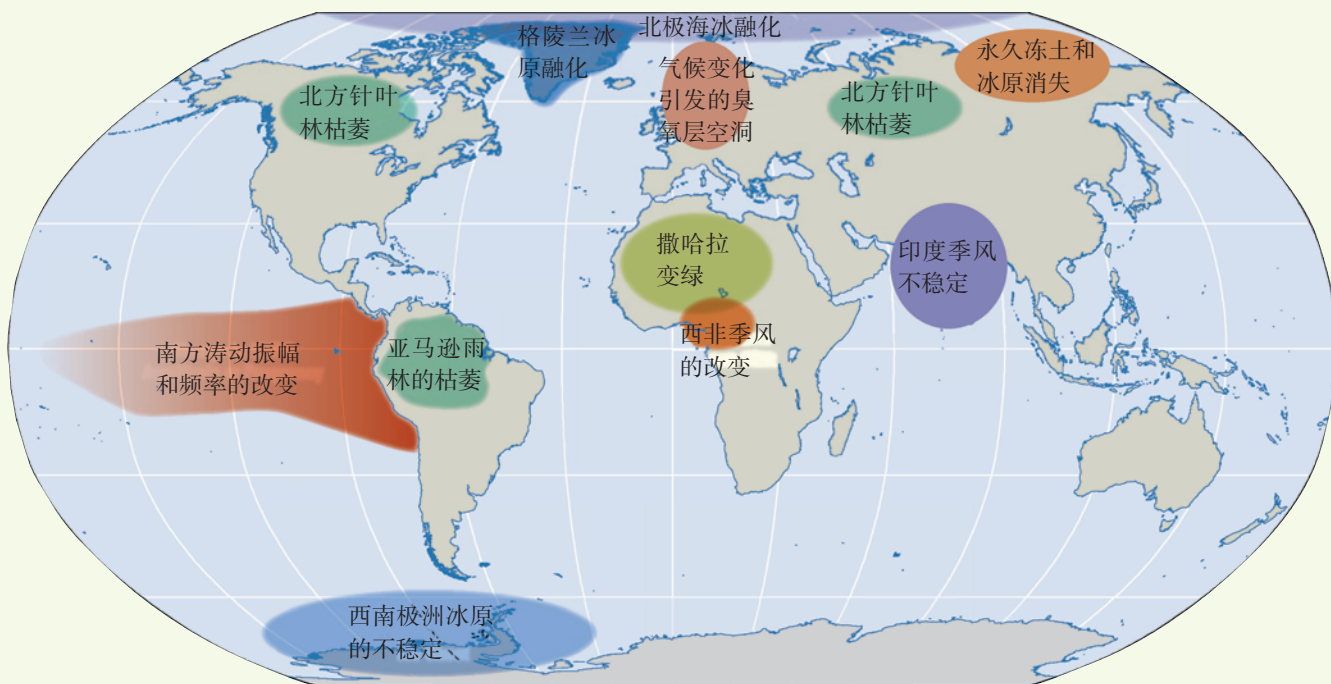 北极海冰融化
格陵兰冰
原融化
永久冻土和
冰原消失
气候变化
引发的臭
氧层空洞
北方针叶
林枯萎
北方针叶
林枯萎
撒哈拉
变绿
印度季风
不稳定
西非季风
的改变
南方涛动振幅
和频率的改变
亚马逊雨
林的枯萎
西南极洲冰原
的不稳定